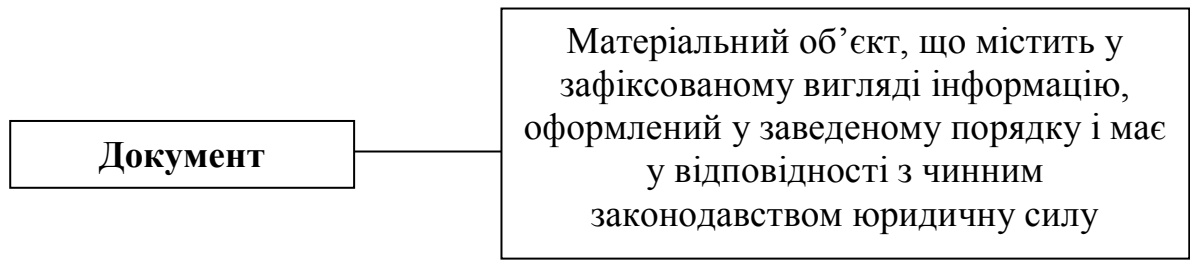 Документ
Матеріальний об’єкт, що містить у
зафіксованому вигляді інформацію,
оформлений у заведеному порядку і має
у відповідності з чинним
законодавством юридичну силу